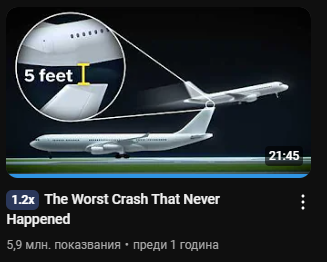 5 feet
21:45
1.2x The Worst Crash That Never
Happened
5,9 млн. показвания • преди 1 година